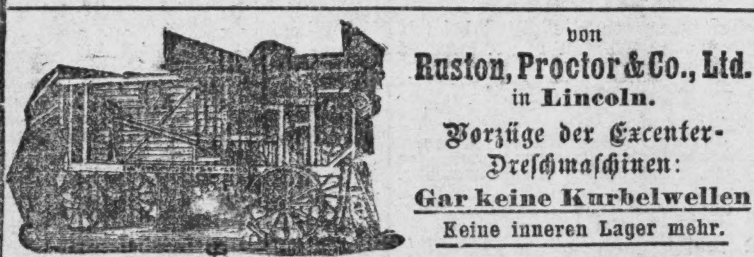 von
Ruston, Proctor & Co., Ltd.
in Lincoln.
Vorzüge der Excenter-
Dreschmaschinen:
Gar keine Kurbelwellen
Keine inneren Lager mehr.